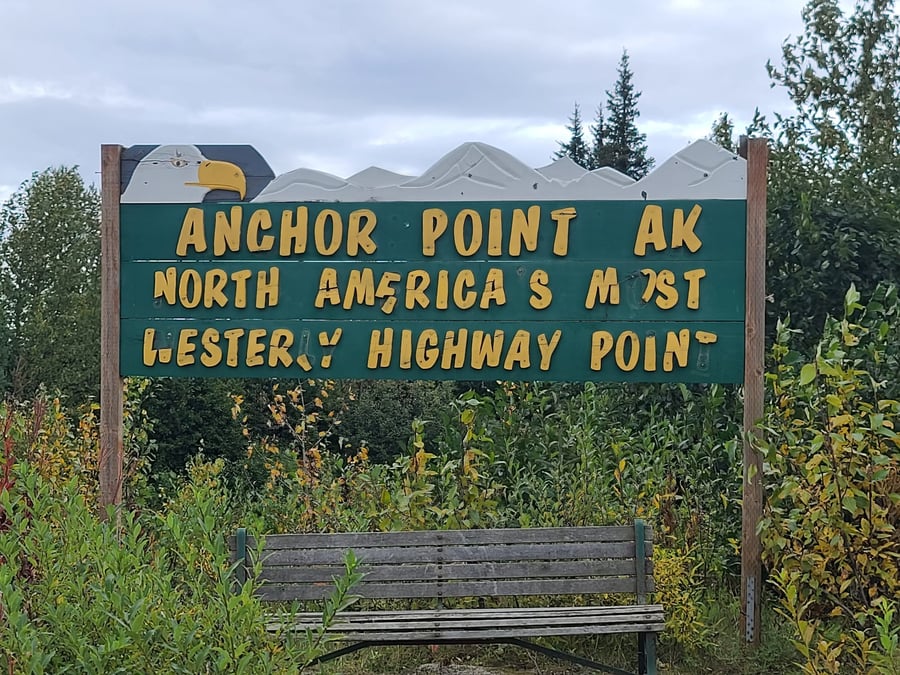 ANCHOR POINT AK
NORTH AMERICA'S MOST
WESTERLY HIGHWAY POINT